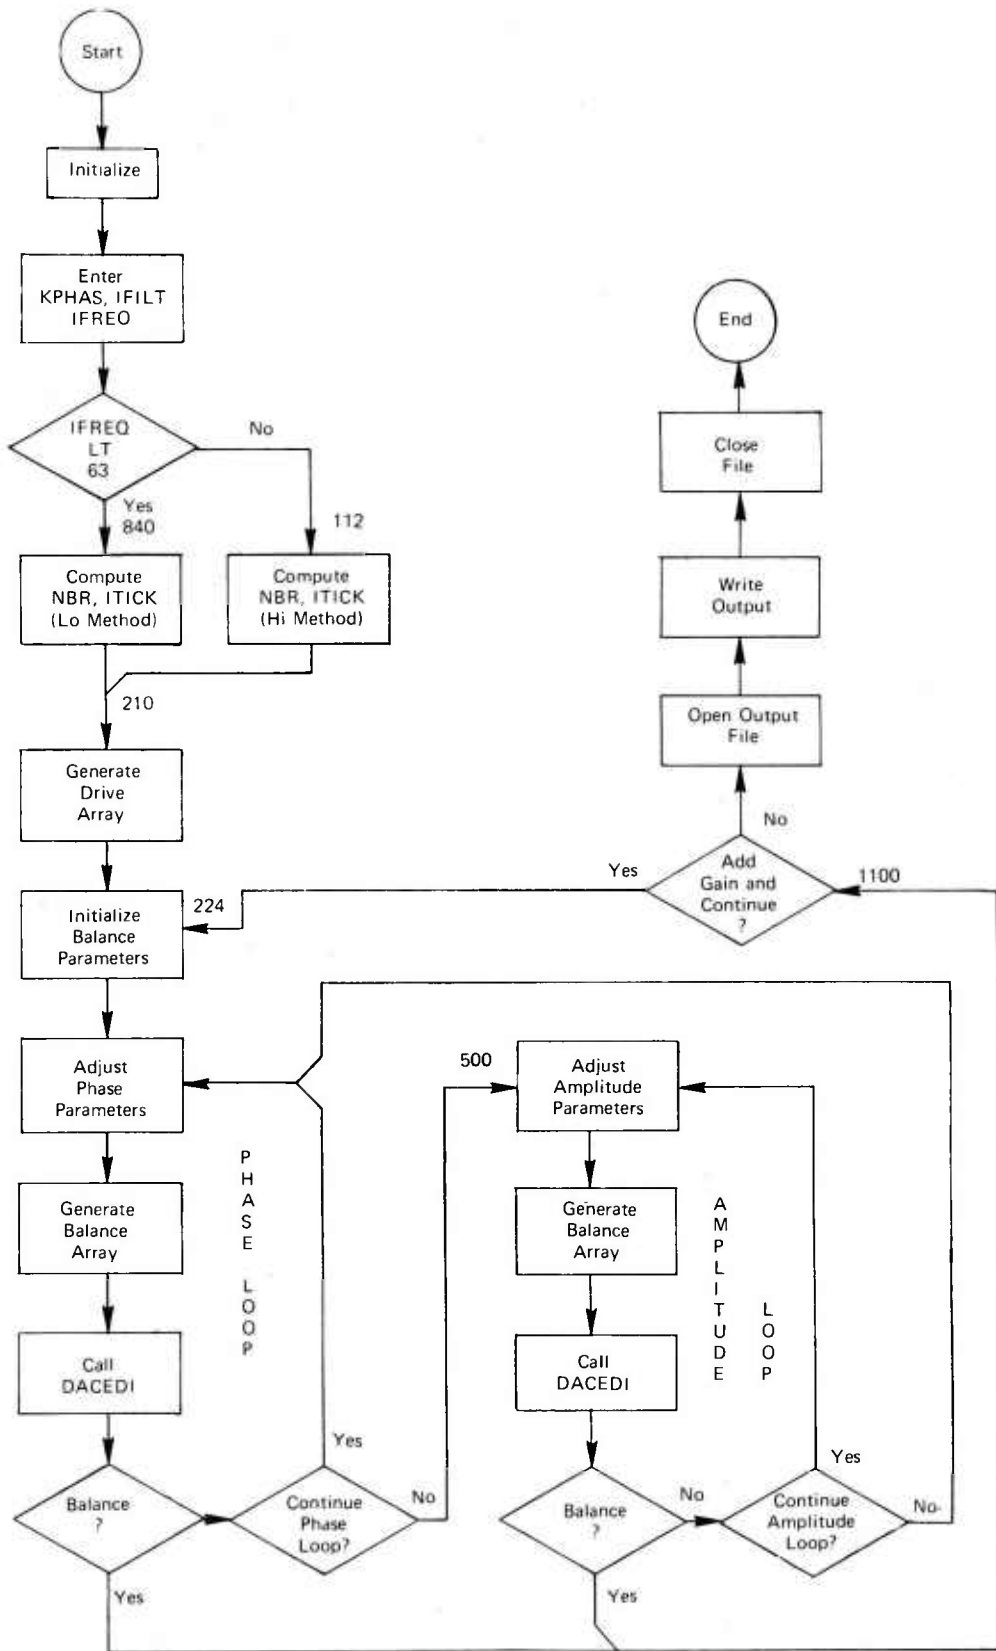 Start
Initialize
Enter
KPHAS, IFILT
IFREO
IFREQ
LT
63
No
Yes
840
112
Compute
NBR, ITICK
(Lo Method)
Compute
NBR, ITICK
(Hi Method)
210
Generate
Drive
Array
224
Initialize
Balance
Parameters
Adjust
Phase
Parameters
Generate
Balance
Array
Call
DACEDI
Balance
?
Yes
PHASE LOOP
Continue
Phase
Loop?
Yes
No
500
Adjust
Amplitude
Parameters
Generate
Balance
Array
Call
DACEDI
Balance
?
No
Yes
AMPLITUDE
LOOP
Continue
Amplitude
Loop?
Yes
No
1100
Add
Gain and
Continue
?
Yes
No
Open Output
File
Write
Output
Close
File
End